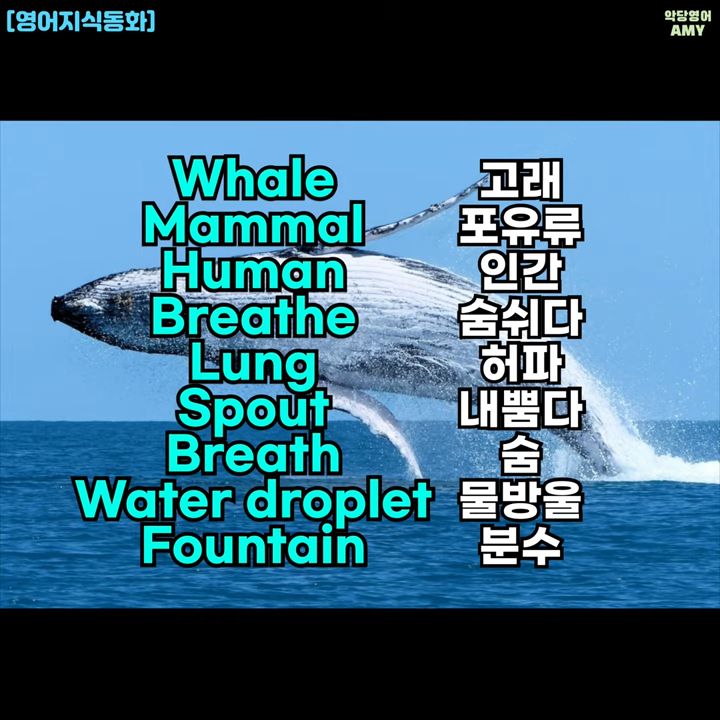 [영어지식동화]
악당영어
AMY
Whale 고래
Mammal 포유류
Human 인간
Breathe 숨쉬다
Lung 허파
Spout 내뿜다
Breath 숨
Water droplet 물방울
Fountain 분수